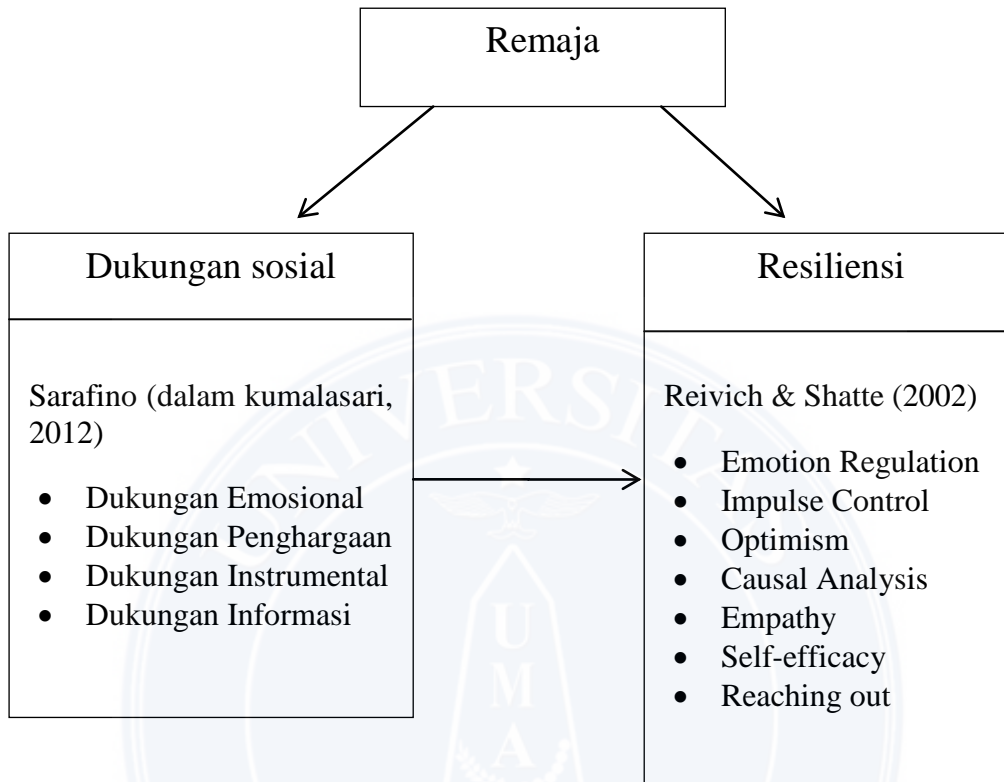 Remaja
Dukungan sosial
Sarafino (dalam kumalasari,
2012)
• Dukungan Emosional
• Dukungan Penghargaan
• Dukungan Instrumental
• Dukungan Informasi
Resiliensi
Reivich & Shatte (2002)
• Emotion Regulation
• Impulse Control
• Optimism
• Causal Analysis
• Empathy
• Self-efficacy
• Reaching out
UNIVERSITAS
U
M
A